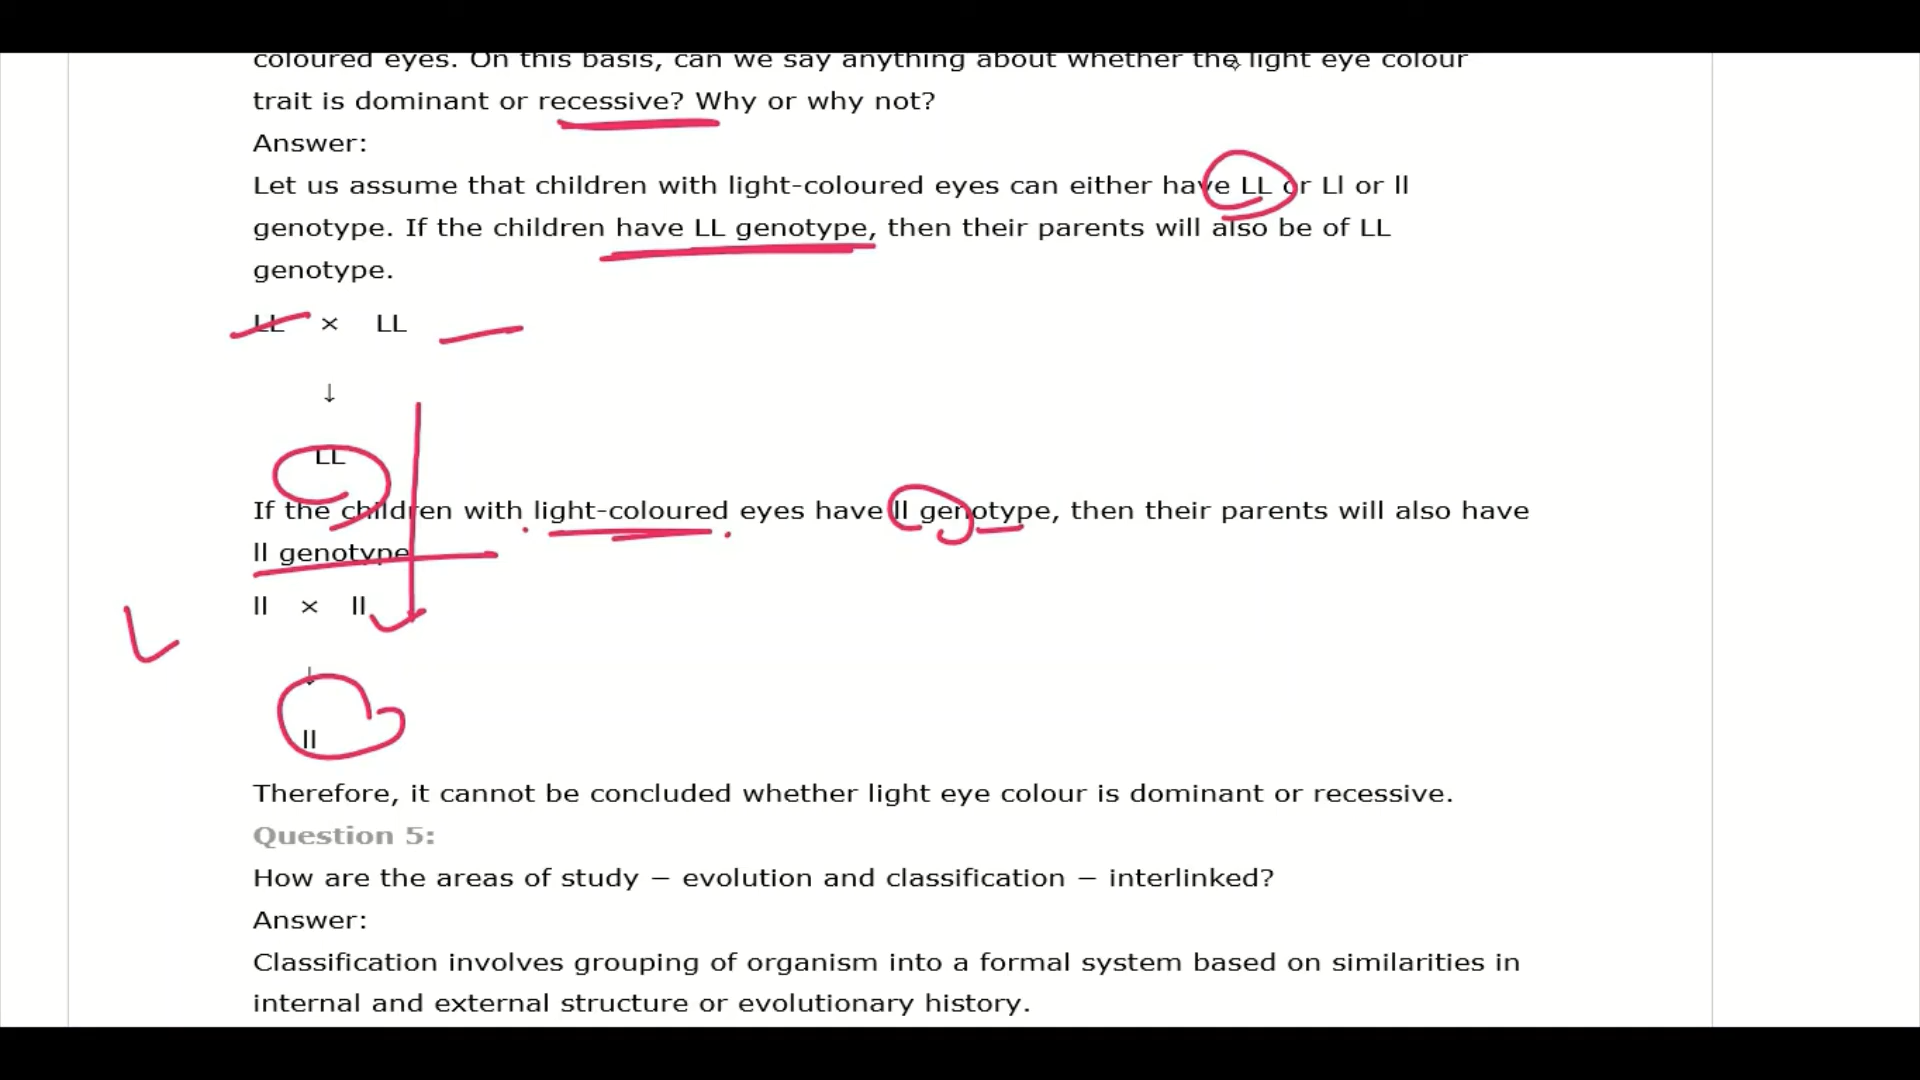 coloured eyes. On this basis, can we say anything about whether the light eye colour
trait is dominant or recessive? Why or why not?
Answer:
Let us assume that children with light-coloured eyes can either have LL or Ll or ll
genotype. If the children have LL genotype, then their parents will also be of LL
genotype.
LL × LL
↓
LL
If the children with light-coloured eyes have ll genotype, then their parents will also have
ll genotype
ll × ll
↓
ll
Therefore, it cannot be concluded whether light eye colour is dominant or recessive.
Question 5:
How are the areas of study − evolution and classification − interlinked?
Answer:
Classification involves grouping of organism into a formal system based on similarities in
internal and external structure or evolutionary history.